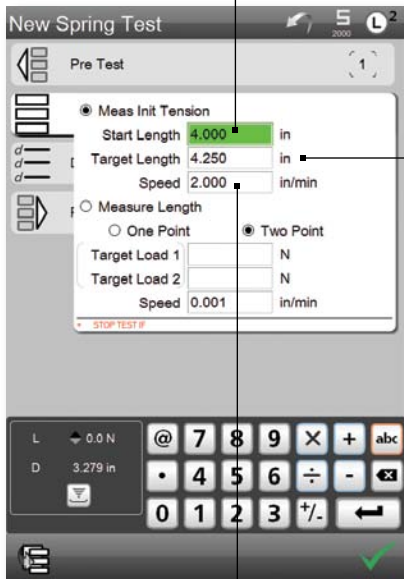 New Spring Test
5
2000
L2
Pre Test
1
Meas Init Tension
Start Length 4.000 in
Target Length 4.250 in
Speed 2.000 in/min
Measure Length
One Point Two Point
Target Load 1 N
Target Load 2 N
Speed 0.001 in/min
STOP TEST IF
d
d
d
L 0.0 N
D 3.279 in
@ 7 8 9 × + abc
• 4 5 6 ÷ -
0 1 2 3 +/-